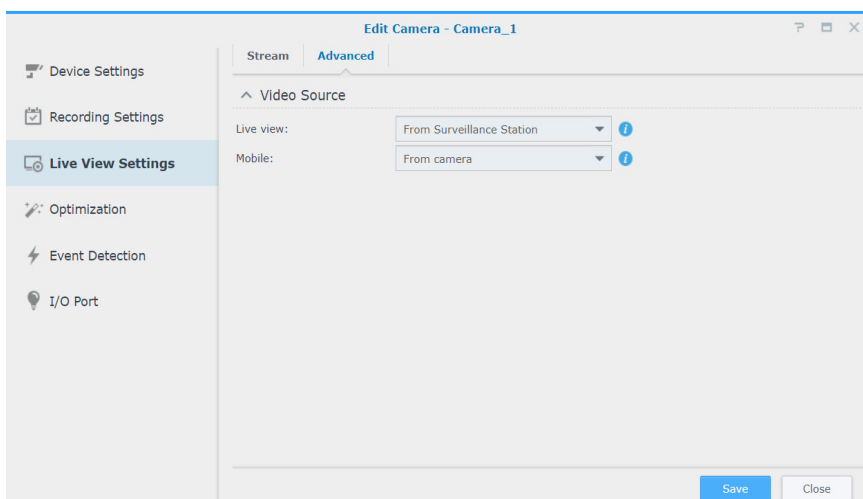 Edit Camera - Camera_1
Device Settings
Recording Settings
Live View Settings
Optimization
Event Detection
I/O Port
Stream Advanced
Video Source
Live view: From Surveillance Station
Mobile: From camera
Save Close